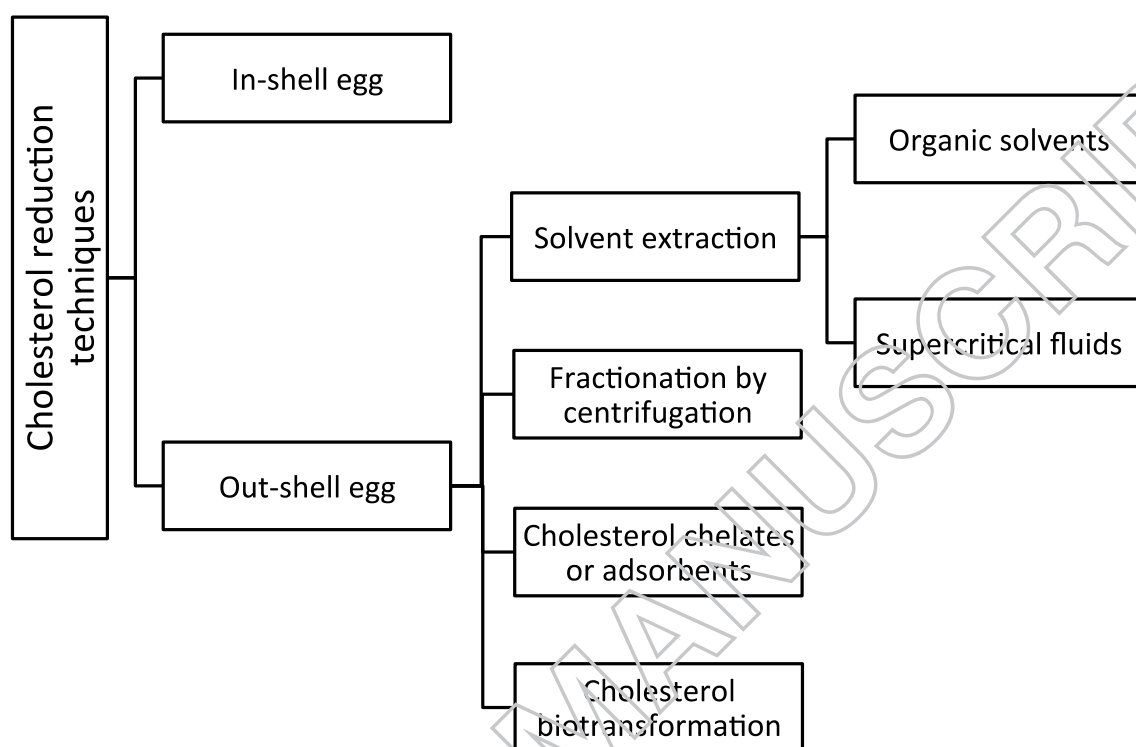 Cholesterol reduction
techniques
In-shell egg
Out-shell egg
Solvent extraction
Fractionation by
centrifugation
Cholesterol chelates
or adsorbents
Cholesterol
biotransformation
Organic solvents
Supercritical fluids
MANUSCRI